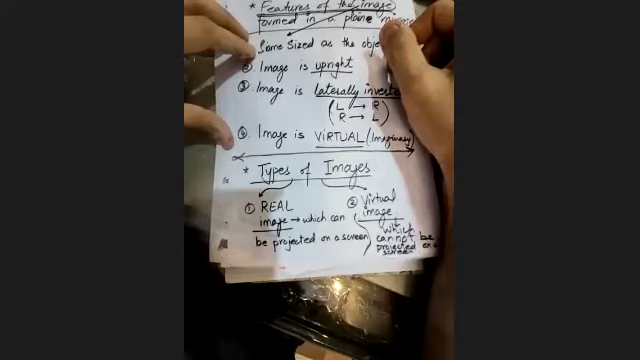 * Features of the image
formed in a plane mirror
Same sized as the obje
② Image is upright
③ Image is laterally inverte
(L → R
R → L)
④ Image is VIRTUAL (Imaginary)
* Types of Images
① REAL
image → which can
be projected on a screen
② Virtual
image
which
cannot be
projected on a
screen